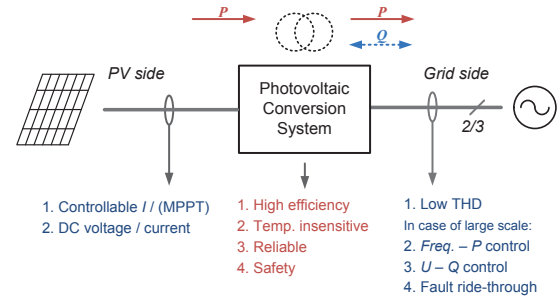 P
P
Q
PV side
Photovoltaic
Conversion
System
Grid side
2/3
1. Controllable I / (MPPT)
2. DC voltage / current
1. High efficiency
2. Temp. insensitive
3. Reliable
4. Safety
1. Low THD
In case of large scale:
2. Freq. – P control
3. U – Q control
4. Fault ride-through